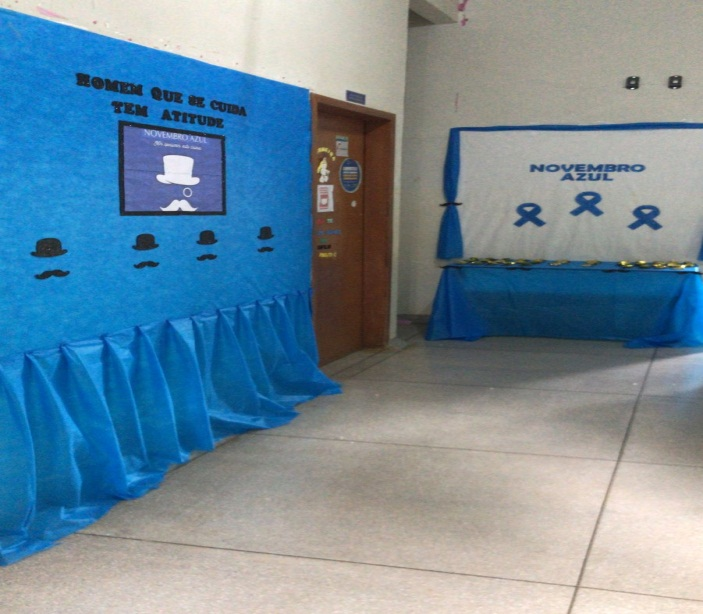 HOMEM QUE SE CUIDA
TEM ATITUDE
NOVEMBRO AZUL
NOVEMBRO
AZUL